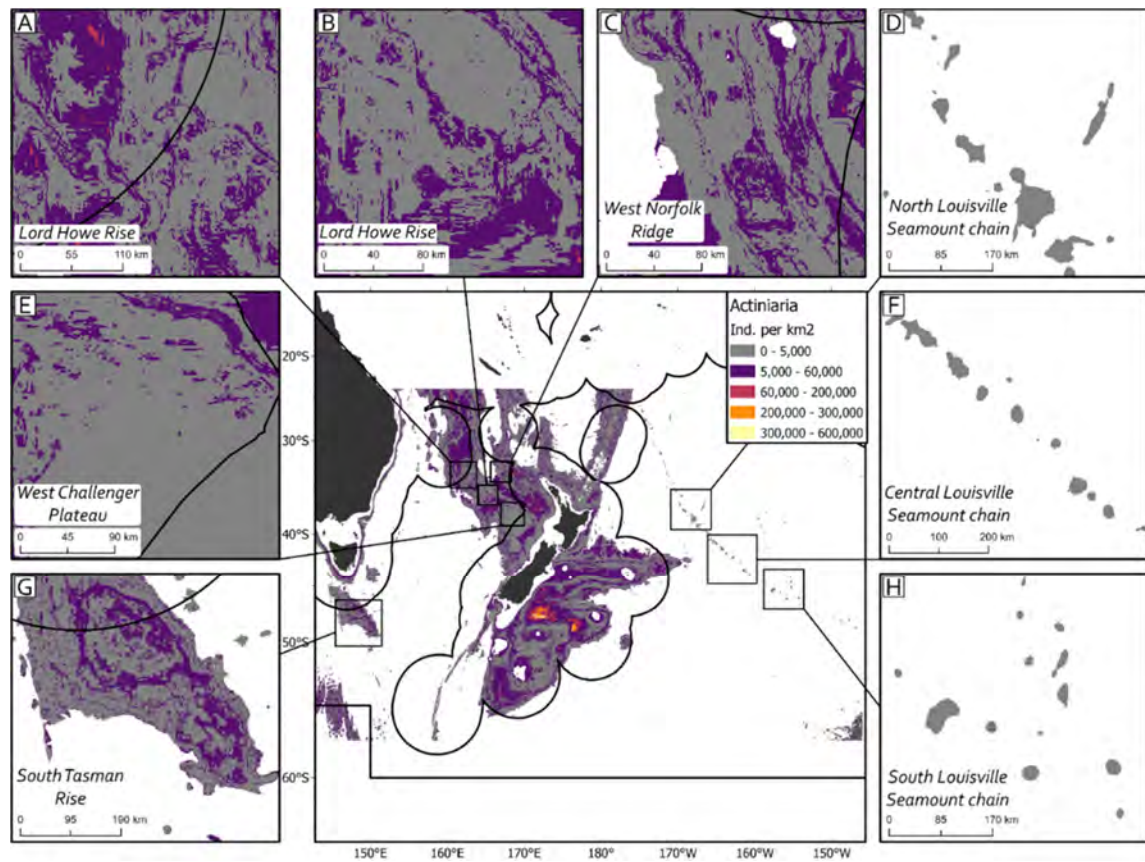 A
Lord Howe Rise
0 55 110 km
B
Lord Howe Rise
0 40 80 km
C
West Norfolk
Ridge
0 40 80 km
D
North Louisville
Seamount chain
0 85 170 km
E
West Challenger
Plateau
0 45 90 km
Actiniaria
Ind. per km2
0 - 5,000
5,000 - 60,000
60,000 - 200,000
200,000 - 300,000
300,000 - 600,000
20°S
30°S
40°S
50°S
60°S
150°E 160°E 170°E 180°S 170°W 160°W 150°W
F
Central Louisville
Seamount chain
0 100 200 km
G
South Tasman
Rise
0 95 190 km
H
South Louisville
Seamount chain
0 85 170 km